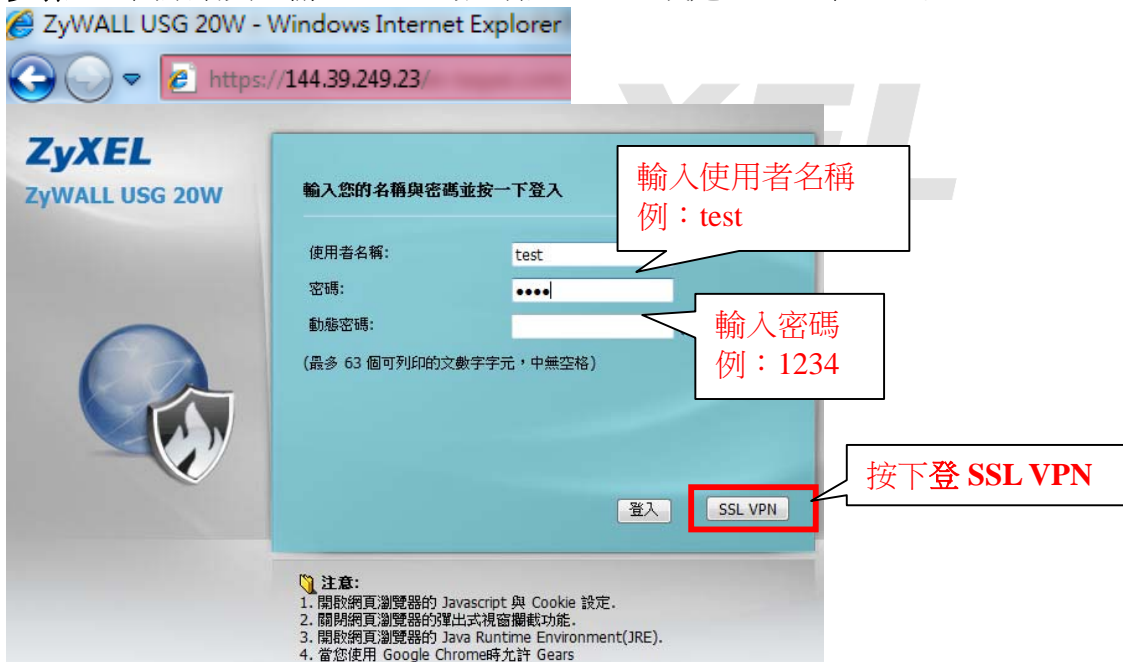 ZyWALL USG 20W - Windows Internet Explorer
https://144.39.249.23/
ZyXEL
ZyWALL USG 20W
輸入您的名稱與密碼並按一下登入
輸入使用者名稱
例：test
使用者名稱:
test
密碼:
••••
動態密碼:
輸入密碼
例：1234
(最多 63 個可列印的文數字字元，中無空格)
按下登 SSL VPN
登入
SSL VPN
注意:
1. 開啟網頁瀏覽器的 Javascript 與 Cookie 設定.
2. 關閉網頁瀏覽器的彈出式視窗攔截功能.
3. 開啟網頁瀏覽器的 Java Runtime Environment(JRE).
4. 當您使用 Google Chrome時允許 Gears